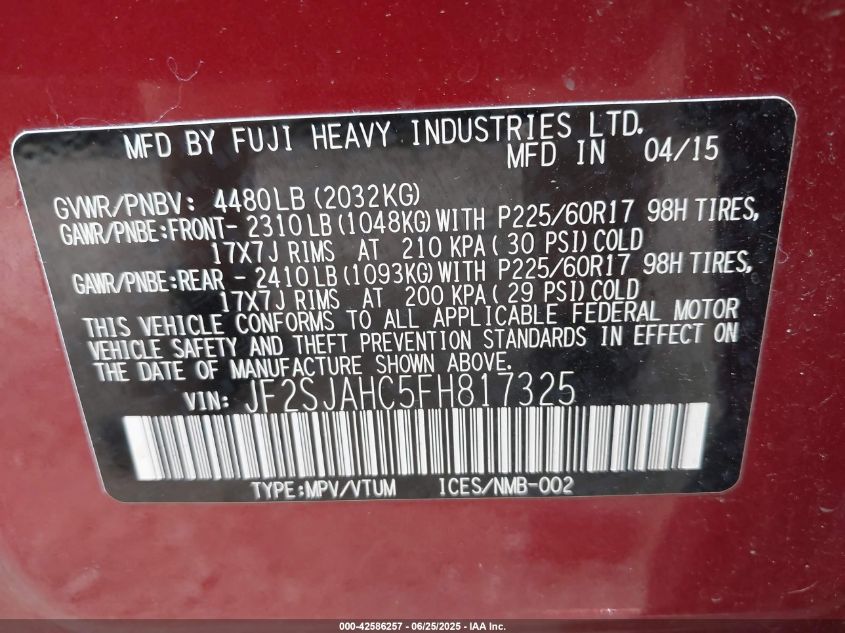 MFD BY FUJI HEAVY INDUSTRIES LTD.
MFD IN 04/15
GVWR/PNBV: 4480LB (2032KG)
GAWR/PNBE:FRONT- 2310LB (1048KG) WITH P225/60R17 98H TIRES,
17X7J RIMS AT 210 KPA ( 30 PSI) COLD
GAWR/PNBE:REAR - 2410LB (1093KG) WITH P225/60R17 98H TIRES,
17X7J RIMS AT 200 KPA ( 29 PSI) COLD
THIS VEHICLE CONFORMS TO ALL APPLICABLE FEDERAL MOTOR
VEHICLE SAFETY AND THEFT PREVENTION STANDARDS IN EFFECT ON
THE DATE OF MANUFACTURE SHOWN ABOVE.
VIN: JF2SJAHC5FH817325
TYPE:MPV/VTUM ICES/NMB-002
000-42586257 - 06/25/2025 - IAA Inc.